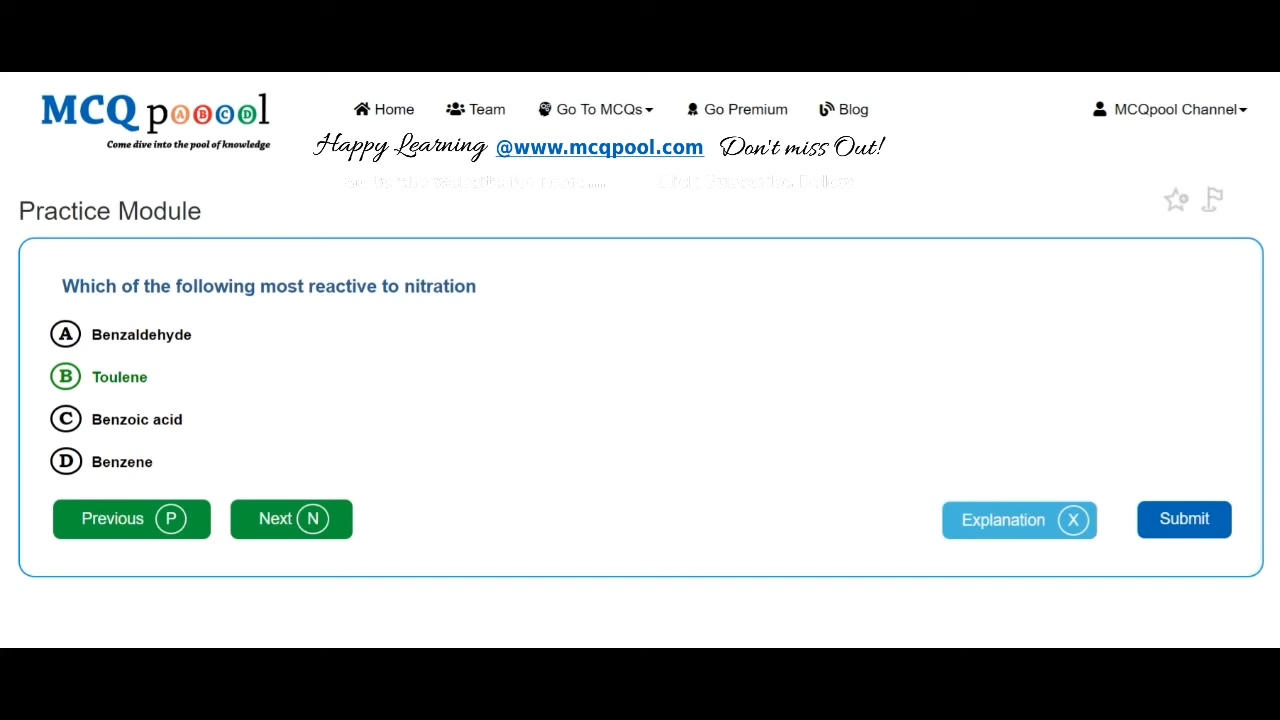 MCQ poool
Come dive into the pool of knowledge
Home Team Go To MCQs Go Premium Blog MCQpool Channel
Happy Learning @www.mcqpool.com Don't miss Out!
Practice Module
Which of the following most reactive to nitration
A Benzaldehyde
B Toulene
C Benzoic acid
D Benzene
Previous P Next N Explanation X Submit